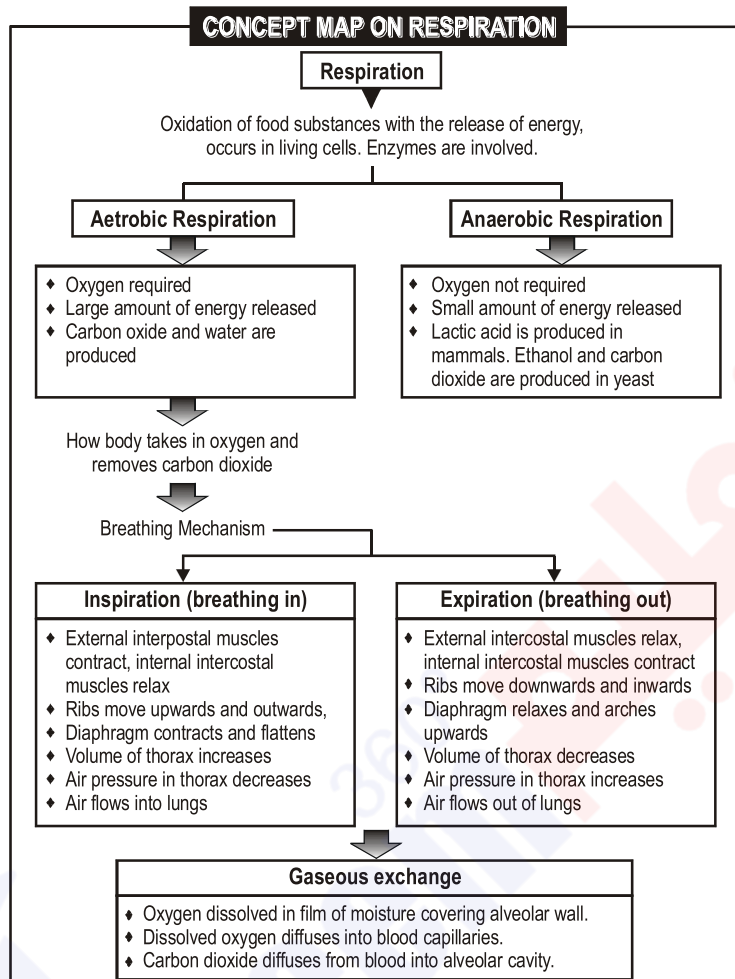 CONCEPT MAP ON RESPIRATION
Respiration
Oxidation of food substances with the release of energy,
occurs in living cells. Enzymes are involved.
Aetrobic Respiration
♦ Oxygen required
♦ Large amount of energy released
♦ Carbon oxide and water are
produced
Anaerobic Respiration
♦ Oxygen not required
♦ Small amount of energy released
♦ Lactic acid is produced in
mammals. Ethanol and carbon
dioxide are produced in yeast
How body takes in oxygen and
removes carbon dioxide
Breathing Mechanism
Inspiration (breathing in)
♦ External interpostal muscles
contract, internal intercostal
muscles relax
♦ Ribs move upwards and outwards,
♦ Diaphragm contracts and flattens
♦ Volume of thorax increases
♦ Air pressure in thorax decreases
♦ Air flows into lungs
Expiration (breathing out)
♦ External intercostal muscles relax,
internal intercostal muscles contract
♦ Ribs move downwards and inwards
♦ Diaphragm relaxes and arches
upwards
♦ Volume of thorax decreases
♦ Air pressure in thorax increases
♦ Air flows out of lungs
Gaseous exchange
♦ Oxygen dissolved in film of moisture covering alveolar wall.
♦ Dissolved oxygen diffuses into blood capillaries.
♦ Carbon dioxide diffuses from blood into alveolar cavity.
360